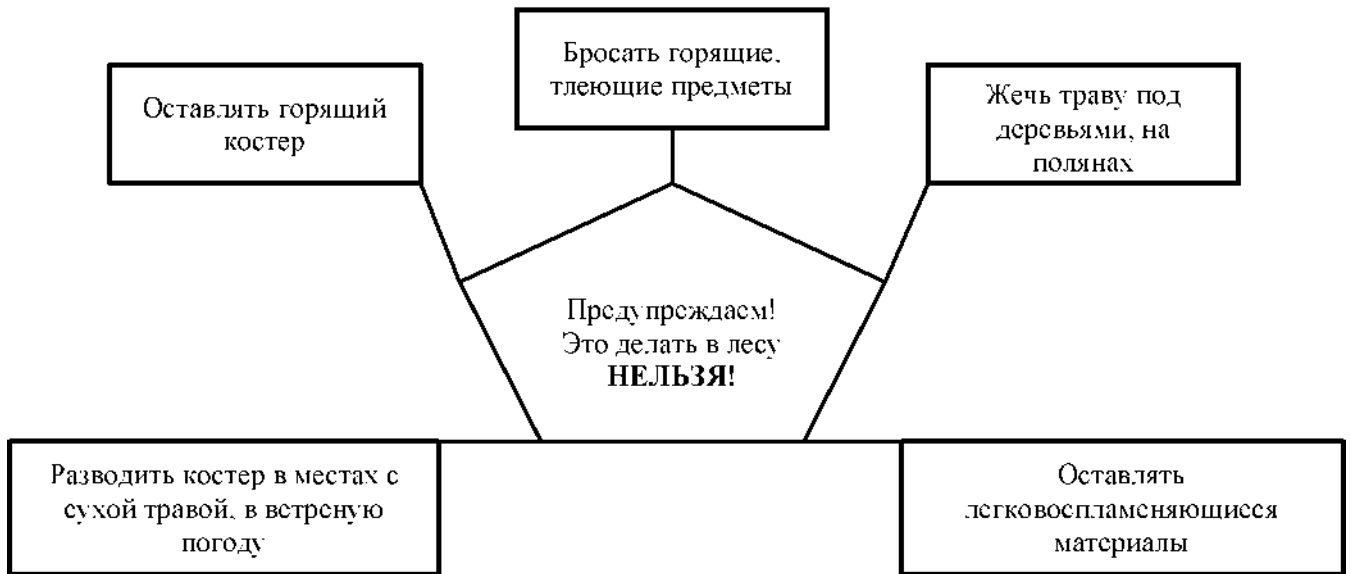 Бросать горящие,
тлеющие предметы
Оставлять горящий
костер
Жечь траву под
деревьями, на
полянах
Предупреждаем!
Это делать в лесу
НЕЛЬЗЯ!
Разводить костер в местах с
сухой травой, в ветреную
погоду
Оставлять
легковоспламеняющиеся
материалы